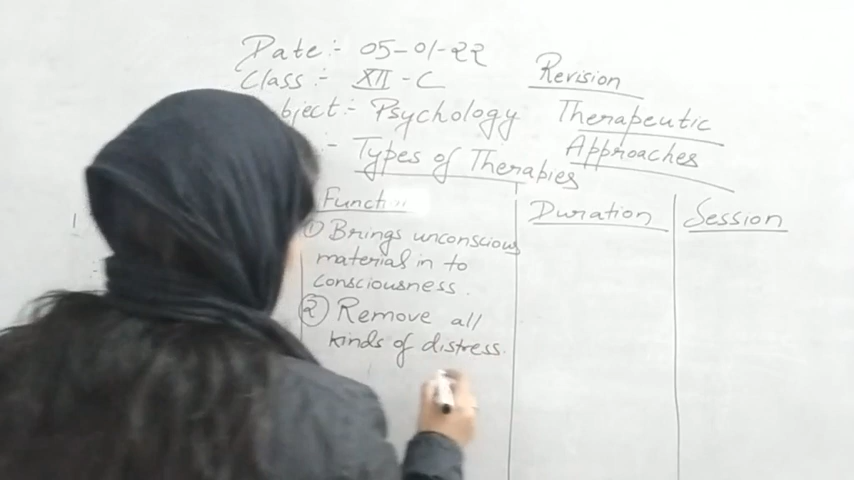 Date :- 05-01-22
Class :- XII - C
Revision
bject :- Psychology
Therapeutic
Approaches
:- Types of Therapies
Duration
Session
① Brings unconscious
material in to
consciousness.
② Remove all
kinds of distress.